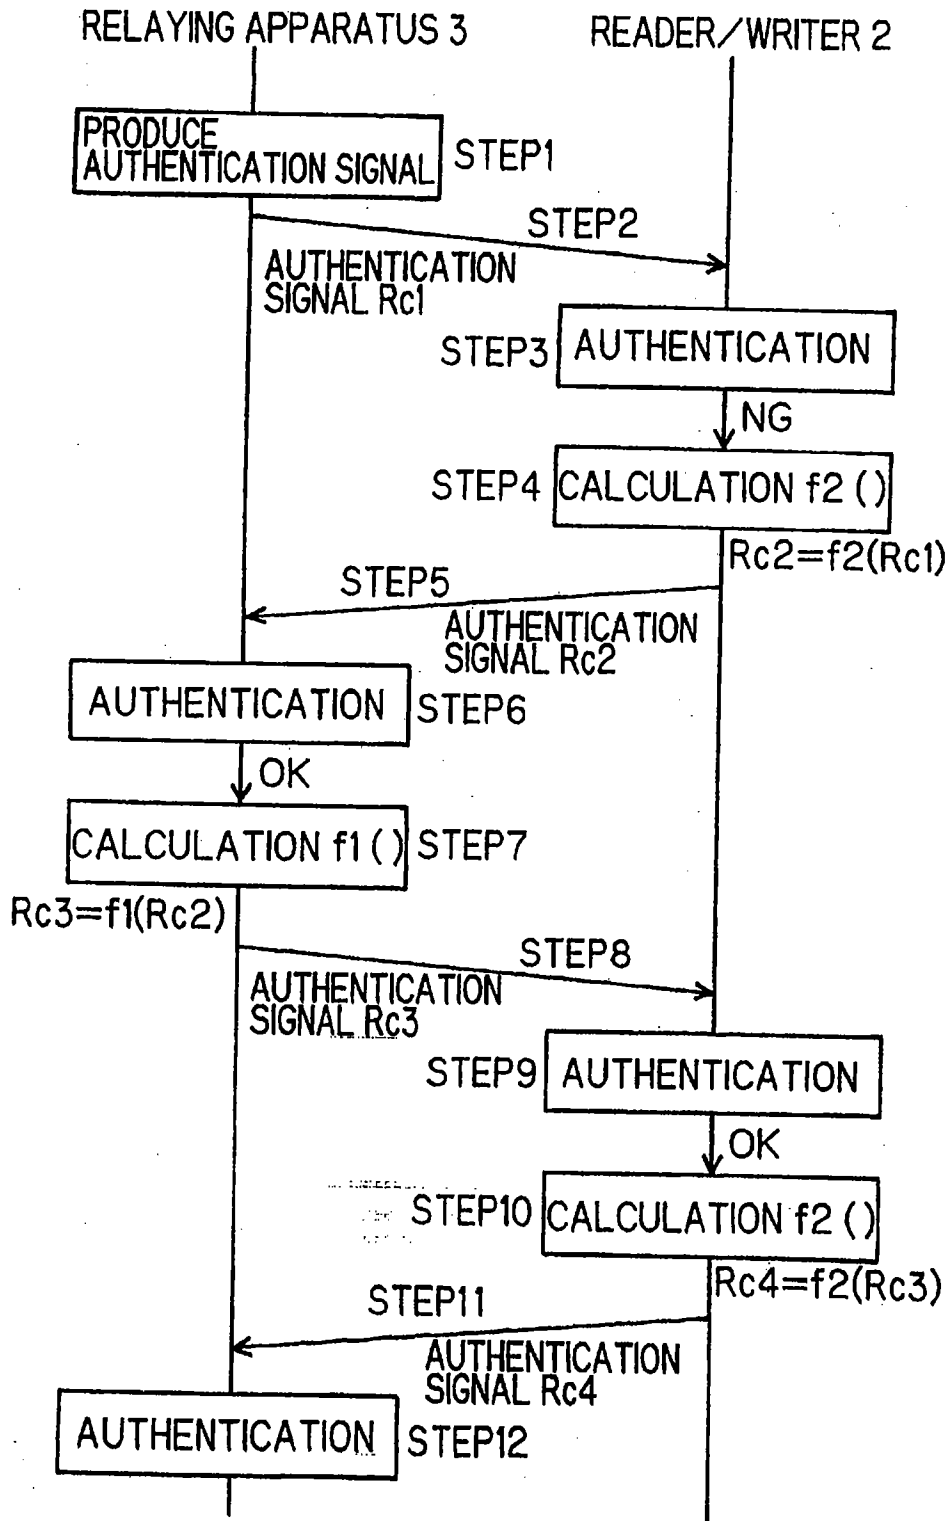 RELAYING APPARATUS 3
READER/WRITER 2
PRODUCE
AUTHENTICATION SIGNAL
STEP1
STEP2
AUTHENTICATION
SIGNAL Rc1
STEP3
AUTHENTICATION
NG
STEP4
CALCULATION f2 ( )
Rc2=f2(Rc1)
STEP5
AUTHENTICATION
SIGNAL Rc2
AUTHENTICATION
STEP6
OK
CALCULATION f1 ( )
STEP7
Rc3=f1(Rc2)
STEP8
AUTHENTICATION
SIGNAL Rc3
STEP9
AUTHENTICATION
OK
STEP10
CALCULATION f2 ( )
Rc4=f2(Rc3)
STEP11
AUTHENTICATION
SIGNAL Rc4
AUTHENTICATION
STEP12